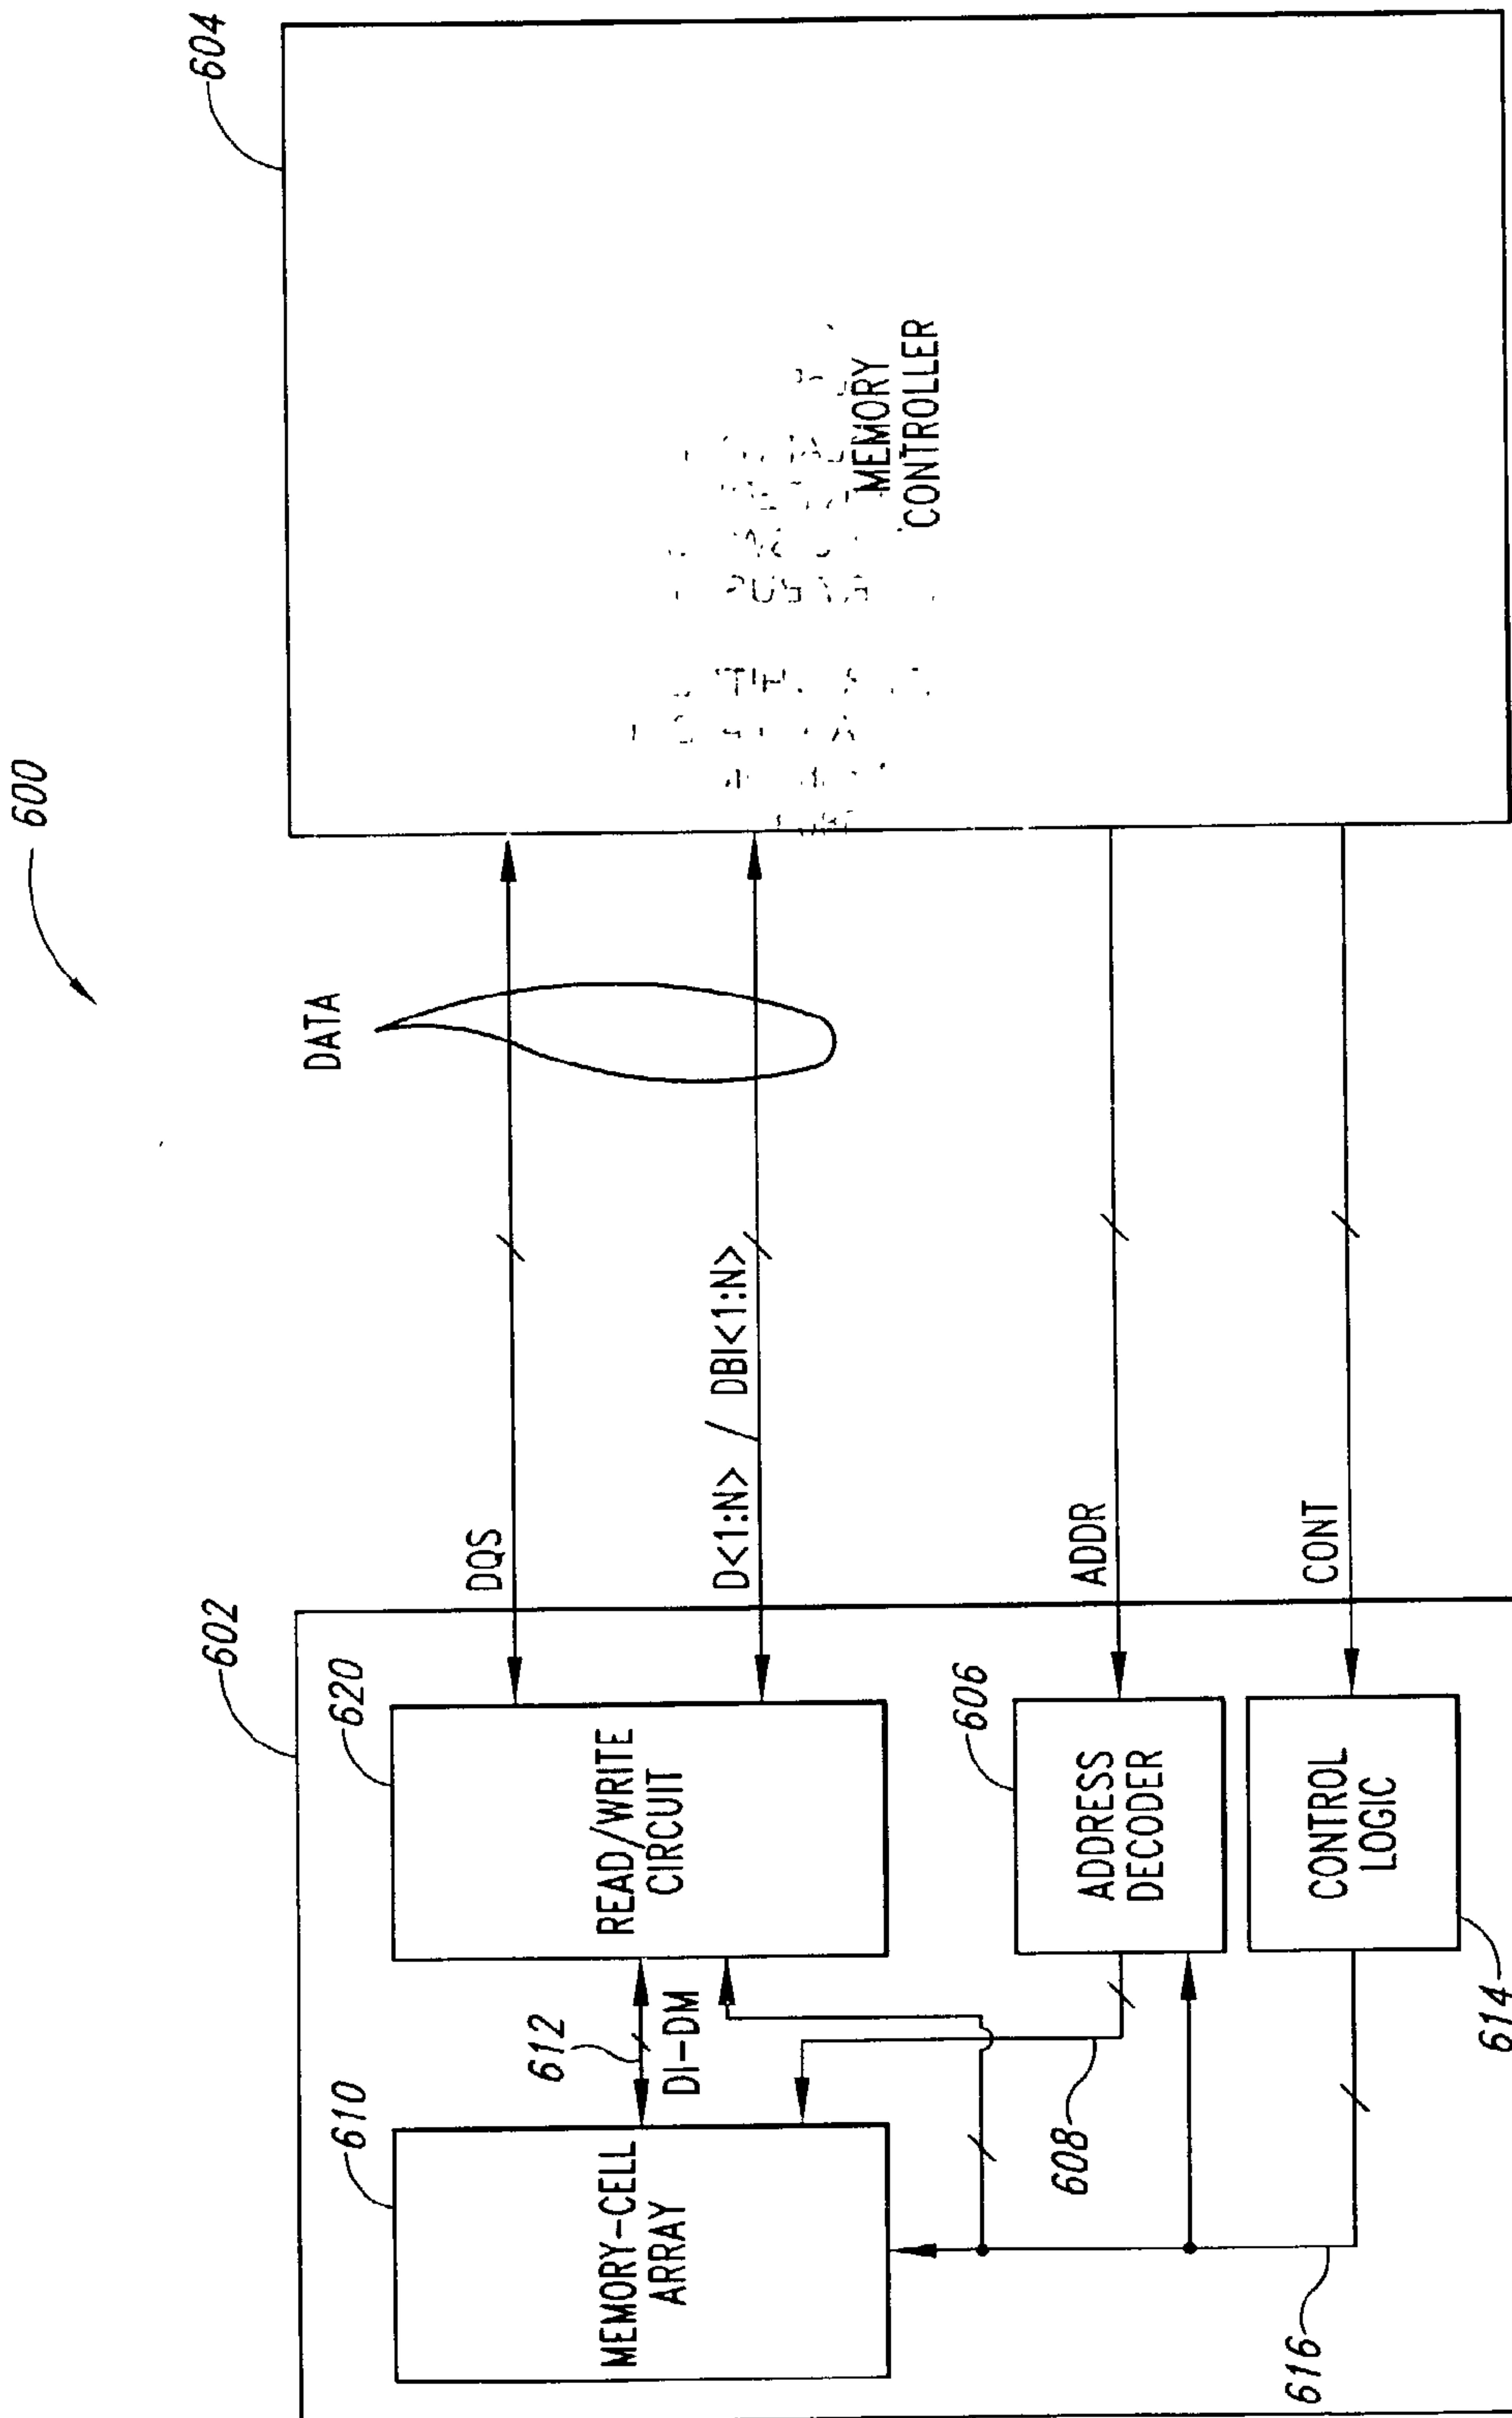 600
604
602
DATA
DQS
D<1:N> / DBI<1:N>
ADDR
CONT
MEMORY
CONTROLLER
620
READ/WRITE
CIRCUIT
606
ADDRESS
DECODER
CONTROL
LOGIC
614
612
DI-DM
610
MEMORY-CELL
ARRAY
608
616